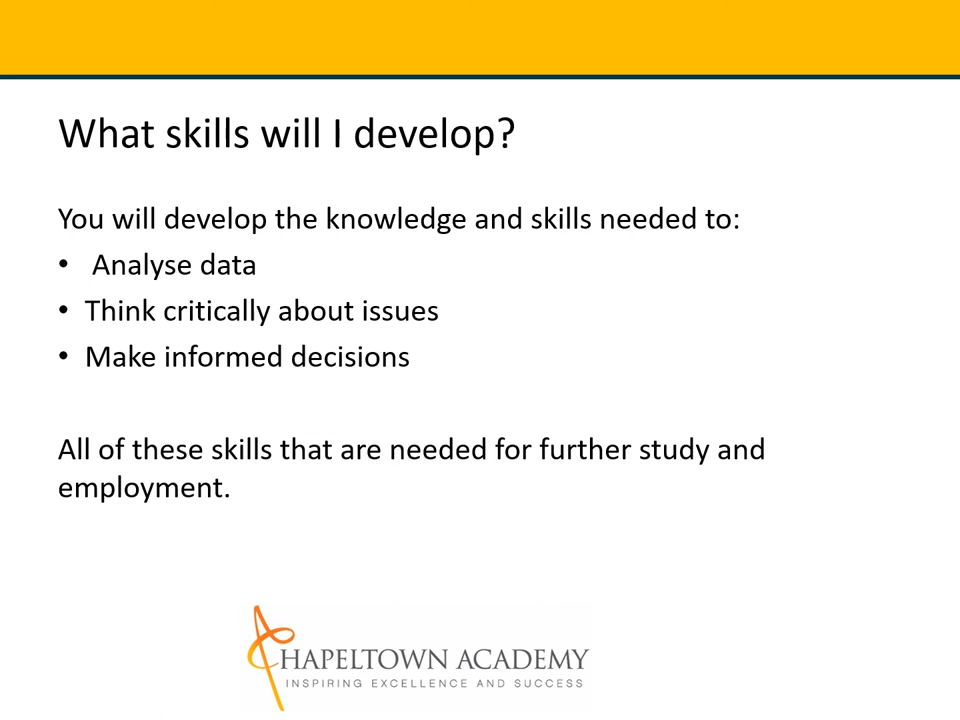 What skills will I develop?
You will develop the knowledge and skills needed to:
• Analyse data
• Think critically about issues
• Make informed decisions
All of these skills that are needed for further study and
employment.
CHAPELTOWN ACADEMY
INSPIRING EXCELLENCE AND SUCCESS